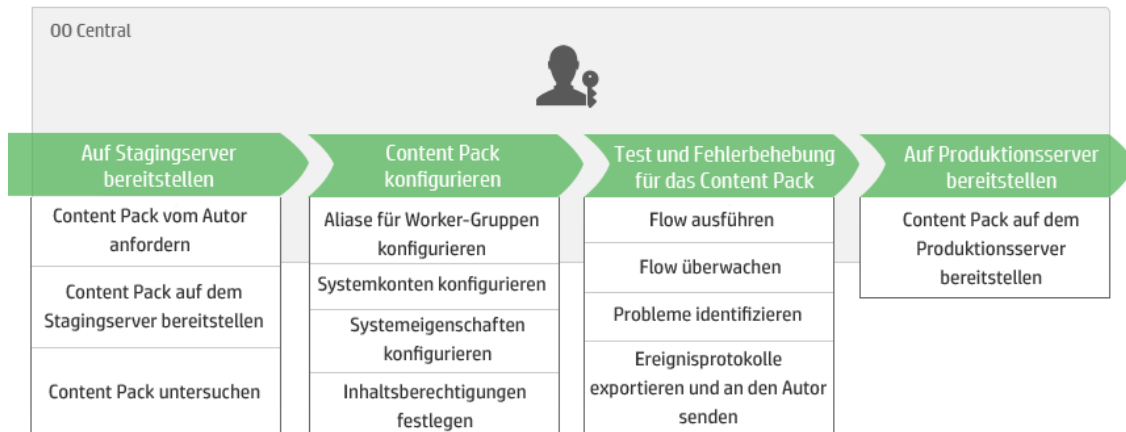 OO Central
Auf Stagingserver
bereitstellen
Content Pack vom Autor
anfordern
Content Pack auf dem
Stagingserver bereitstellen
Content Pack untersuchen
Content Pack
konfigurieren
Aliase für Worker-Gruppen
konfigurieren
Systemkonten konfigurieren
Systemeigenschaften
konfigurieren
Inhaltsberechtigungen
festlegen
Test und Fehlerbehebung
für das Content Pack
Flow ausführen
Flow überwachen
Probleme identifizieren
Ereignisprotokolle
exportieren und an den Autor
senden
Auf Produktionsserver
bereitstellen
Content Pack auf dem
Produktionsserver
bereitstellen